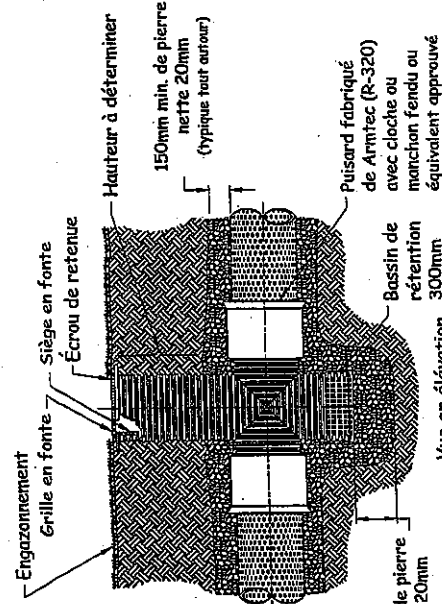 Engazonnement
Grille en fonte
Siège en fonte
Écrou de retenue
Hauteur à déterminer
150mm min. de pierre
nette 20mm
(typique tout autour)
Puisard fabriqué
de Armtec (R-320)
avec cloche ou
manchon fendu ou
équivalent approuvé
Bassin de
rétention
300mm
de pierre
20mm
Vue en élévation